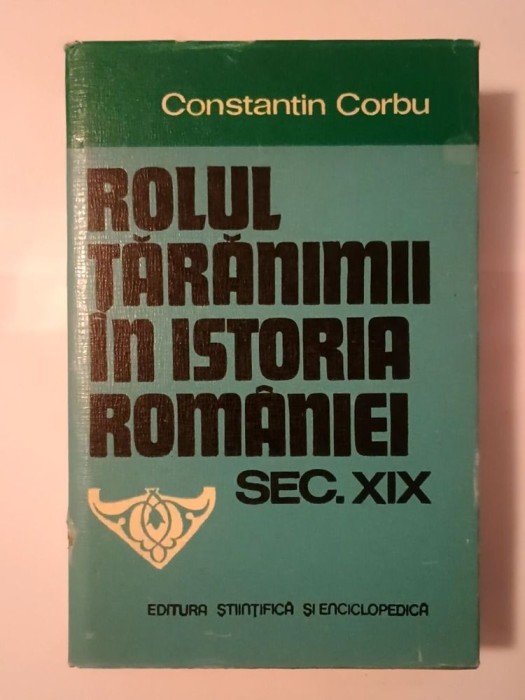 Constantin Corbu
ROLUL
ȚĂRĂNIMII
ÎN ISTORIA
ROMÂNIEI
SEC. XIX
EDITURA ȘTIINȚIFICĂ ȘI ENCICLOPEDICĂ